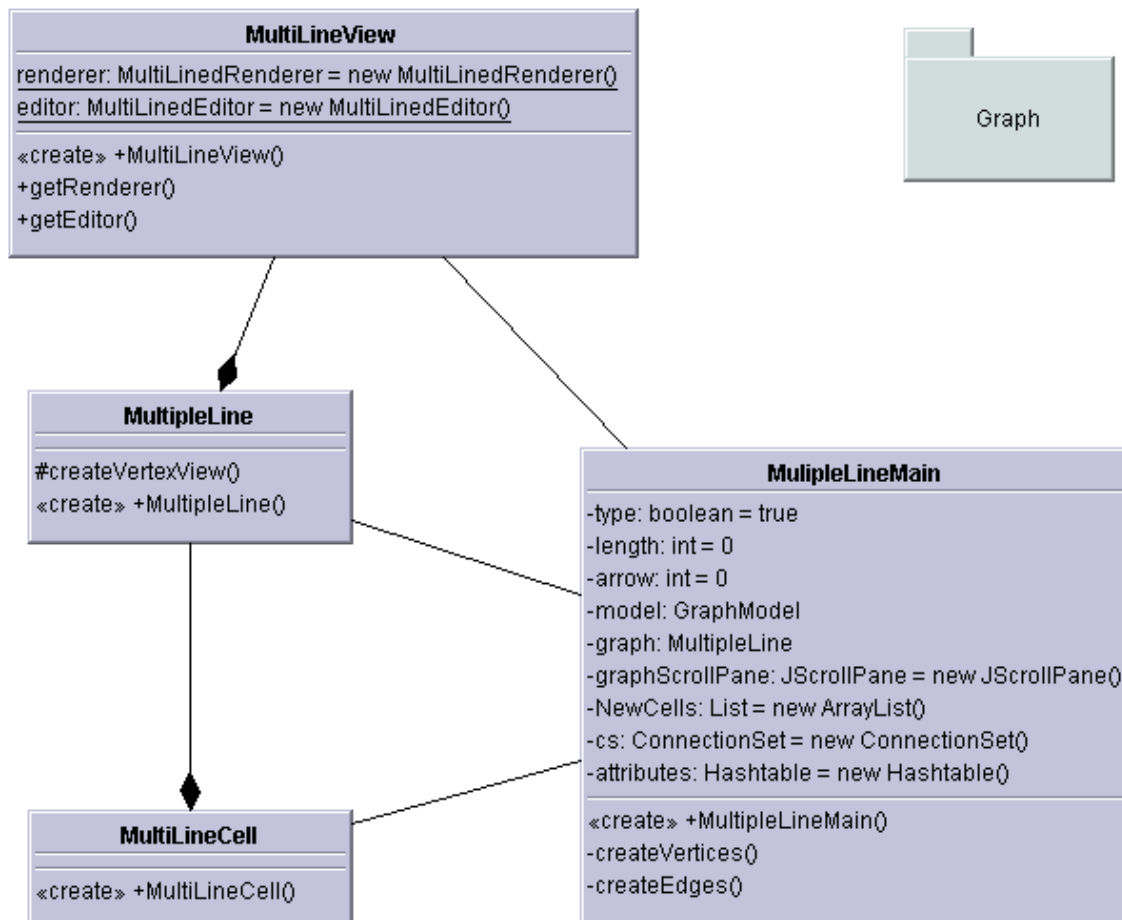 MultiLineView
renderer: MultiLinedRenderer = new MultiLinedRenderer()
editor: MultiLinedEditor = new MultiLinedEditor()
«create» +MultiLineView()
+getRenderer()
+getEditor()
Graph
MultipleLine
#createVertexView()
«create» +MultipleLine()
MulipleLineMain
-type: boolean = true
-length: int = 0
-arrow: int = 0
-model: GraphModel
-graph: MultipleLine
-graphScrollPane: JScrollPane = new JScrollPane()
-NewCells: List = new ArrayList()
-cs: ConnectionSet = new ConnectionSet()
-attributes: Hashtable = new Hashtable()
«create» +MultipleLineMain()
-createVertices()
-createEdges()
MultiLineCell
«create» +MultiLineCell()